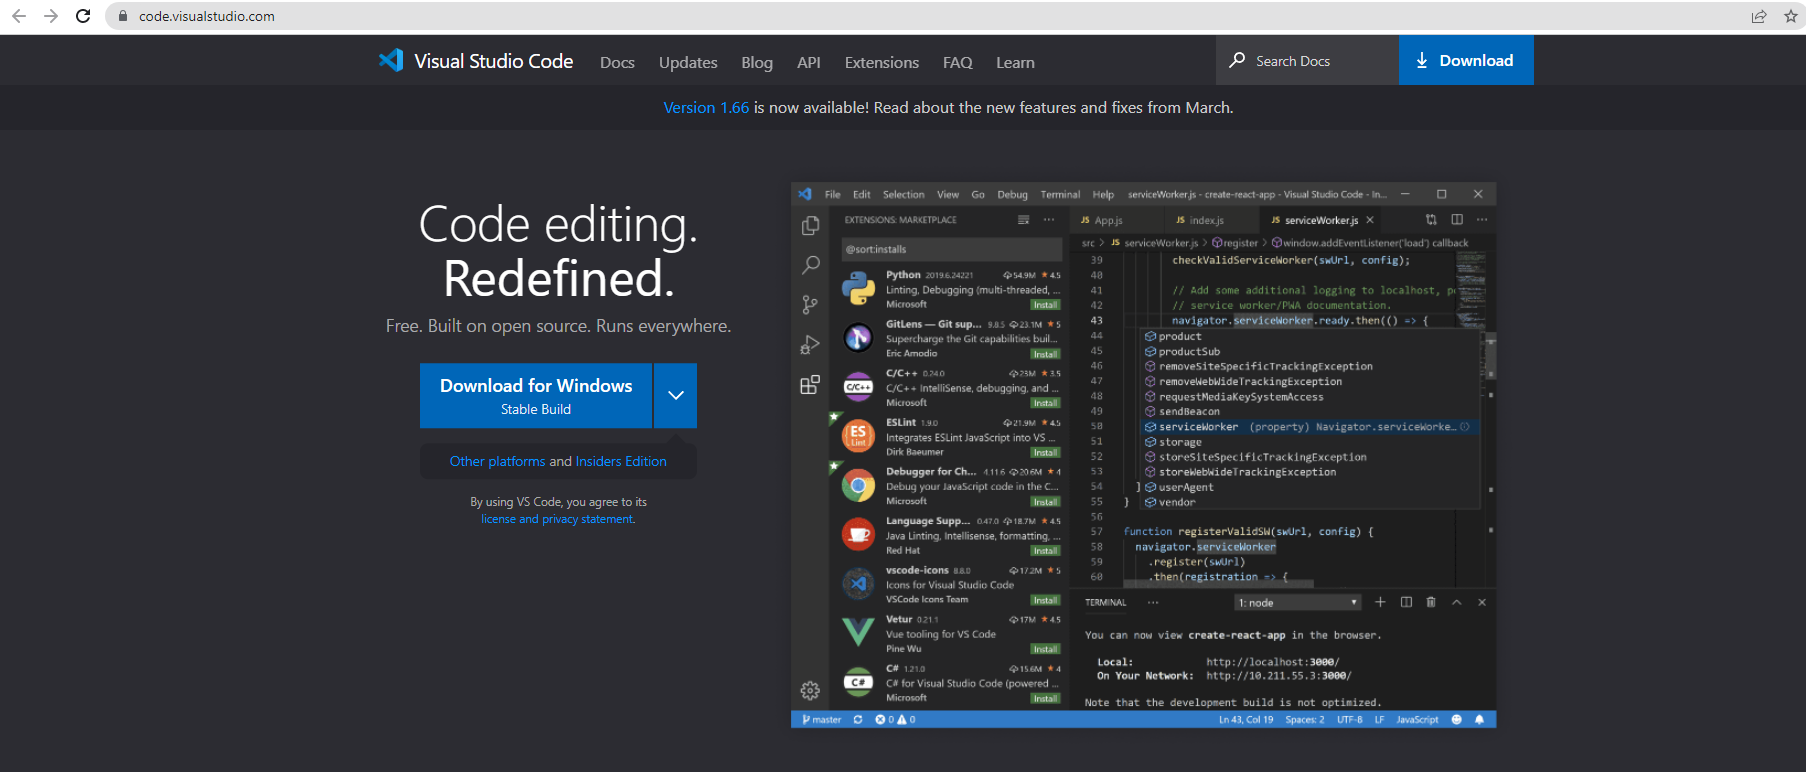 code.visualstudio.com
Visual Studio Code Docs Updates Blog API Extensions FAQ Learn Search Docs Download
Version 1.66 is now available! Read about the new features and fixes from March.
Code editing.
Redefined.
Free. Built on open source. Runs everywhere.
Download for Windows
Stable Build
Other platforms and Insiders Edition
By using VS Code, you agree to its
license and privacy statement.
File Edit Selection View Go Debug Terminal Help serviceWorker.js - create-react-app - Visual Studio Code - In...
EXTENSIONS: MARKETPLACE
@sort:installs
Python 2019.6.24221 54.9M ★ 4.5
Linting, Debugging (multi-threaded, ...
Microsoft Install
GitLens — Git sup... 9.8.5 23.1M ★ 5
Supercharge the Git capabilities buil...
Eric Amodio Install
C/C++ 0.24.0 23M ★ 3.5
C/C++ IntelliSense, debugging, and ...
Microsoft Install
ESLint 1.9.0 21.9M ★ 4.5
Integrates ESLint JavaScript into VS ...
Dirk Baeumer Install
Debugger for Ch... 4.11.6 20.6M ★ 4
Debug your JavaScript code in the C...
Microsoft Install
Language Supp... 0.47.0 18.7M ★ 4.5
Java Linting, Intellisense, formatting, ...
Red Hat Install
vscode-icons 8.8.0 17.2M ★ 5
Icons for Visual Studio Code
VSCode Icons Team Install
Vetur 0.21.1 17M ★ 4.5
Vue tooling for VS Code
Pine Wu Install
C# 1.21.0 15.6M ★ 4
C# for Visual Studio Code (powered ...
Microsoft Install
JS App.js JS index.js JS serviceWorker.js
src > JS serviceWorker.js > register > window.addEventListener('load') callback
39 checkValidServiceWorker(swUrl, config);
40
41 // Add some additional logging to localhost, p
42 // service worker/PWA documentation.
43 navigator.serviceWorker.ready.then(() => {
44 product
45 productSub
46 removeSiteSpecificTrackingException
47 removeWebWideTrackingException
48 requestMediaKeySystemAccess
49 sendBeacon
50 serviceWorker (property) Navigator.serviceWorke...
51 storage
52 storeSiteSpecificTrackingException
53 storeWebWideTrackingException
54 ] userAgent
55 } vendor
56
57 function registerValidSW(swUrl, config) {
58 navigator.serviceWorker
59 .register(swUrl)
60 .then(registration => {
TERMINAL ... 1: node
You can now view create-react-app in the browser.
Local: http://localhost:3000/
On Your Network: http://10.211.55.3:3000/
Note that the development build is not optimized.
master 0 0 Ln 43, Col 19 Spaces: 2 UTF-8 LF JavaScript